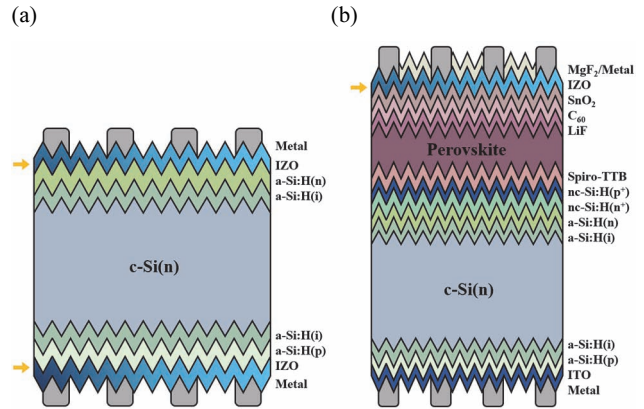 (a)
Metal
IZO
a-Si:H(n)
a-Si:H(i)
c-Si(n)
a-Si:H(i)
a-Si:H(p)
IZO
Metal
(b)
MgF₂/Metal
IZO
SnO₂
C₆₀
LiF
Perovskite
Spiro-TTB
nc-Si:H(p⁺)
nc-Si:H(n⁺)
a-Si:H(n)
a-Si:H(i)
c-Si(n)
a-Si:H(i)
a-Si:H(p)
ITO
Metal